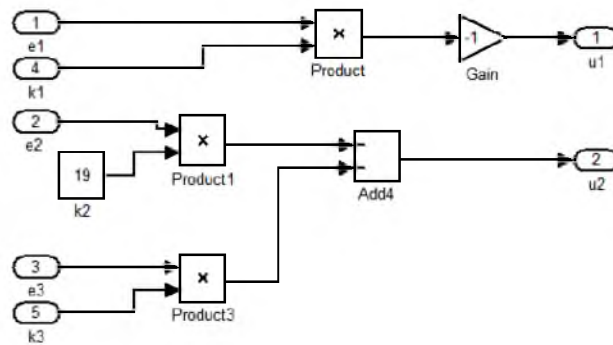 1
e1
4
k1
×
Product
-1
Gain
1
u1
2
e2
19
k2
×
Product1
Add4
2
u2
3
e3
5
k3
×
Product3